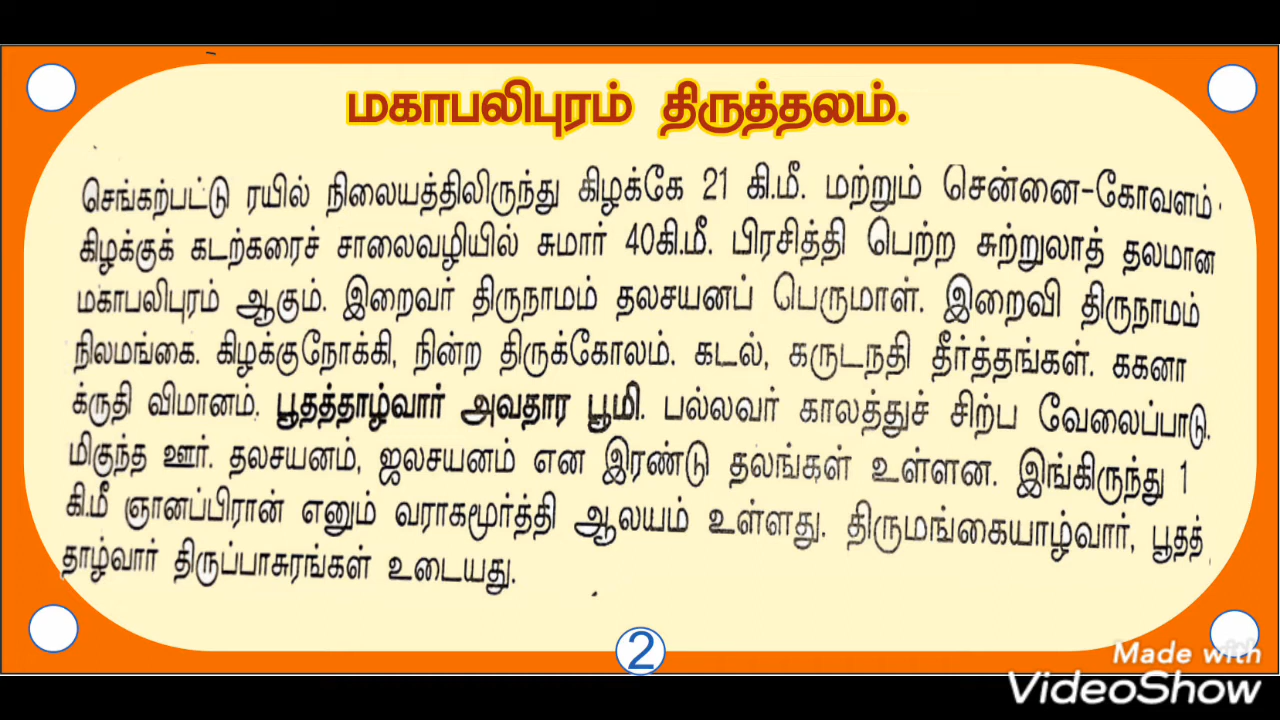 மகாபலிபுரம் திருத்தலம்.
செங்கற்பட்டு ரயில் நிலையத்திலிருந்து கிழக்கே 21 கி.மீ. மற்றும் சென்னை-கோவளம்
கிழக்குக் கடற்கரைச் சாலைவழியில் சுமார் 40கி.மீ. பிரசித்தி பெற்ற சுற்றுலாத் தலமான
மகாபலிபுரம் ஆகும். இறைவர் திருநாமம் தலசயனப் பெருமாள். இறைவி திருநாமம்
நிலமங்கை. கிழக்குநோக்கி, நின்ற திருக்கோலம். கடல், கருடநதி தீர்த்தங்கள். ககனா
க்ருதி விமானம். பூதத்தாழ்வார் அவதார பூமி. பல்லவர் காலத்துச் சிற்ப வேலைப்பாடு
மிகுந்த ஊர். தலசயனம், ஜலசயனம் என இரண்டு தலங்கள் உள்ளன. இங்கிருந்து 1
கி.மீ ஞானப்பிரான் எனும் வராகமூர்த்தி ஆலயம் உள்ளது. திருமங்கையாழ்வார், பூதத்
தாழ்வார் திருப்பாசுரங்கள் உடையது.
2
Made with
VideoShow